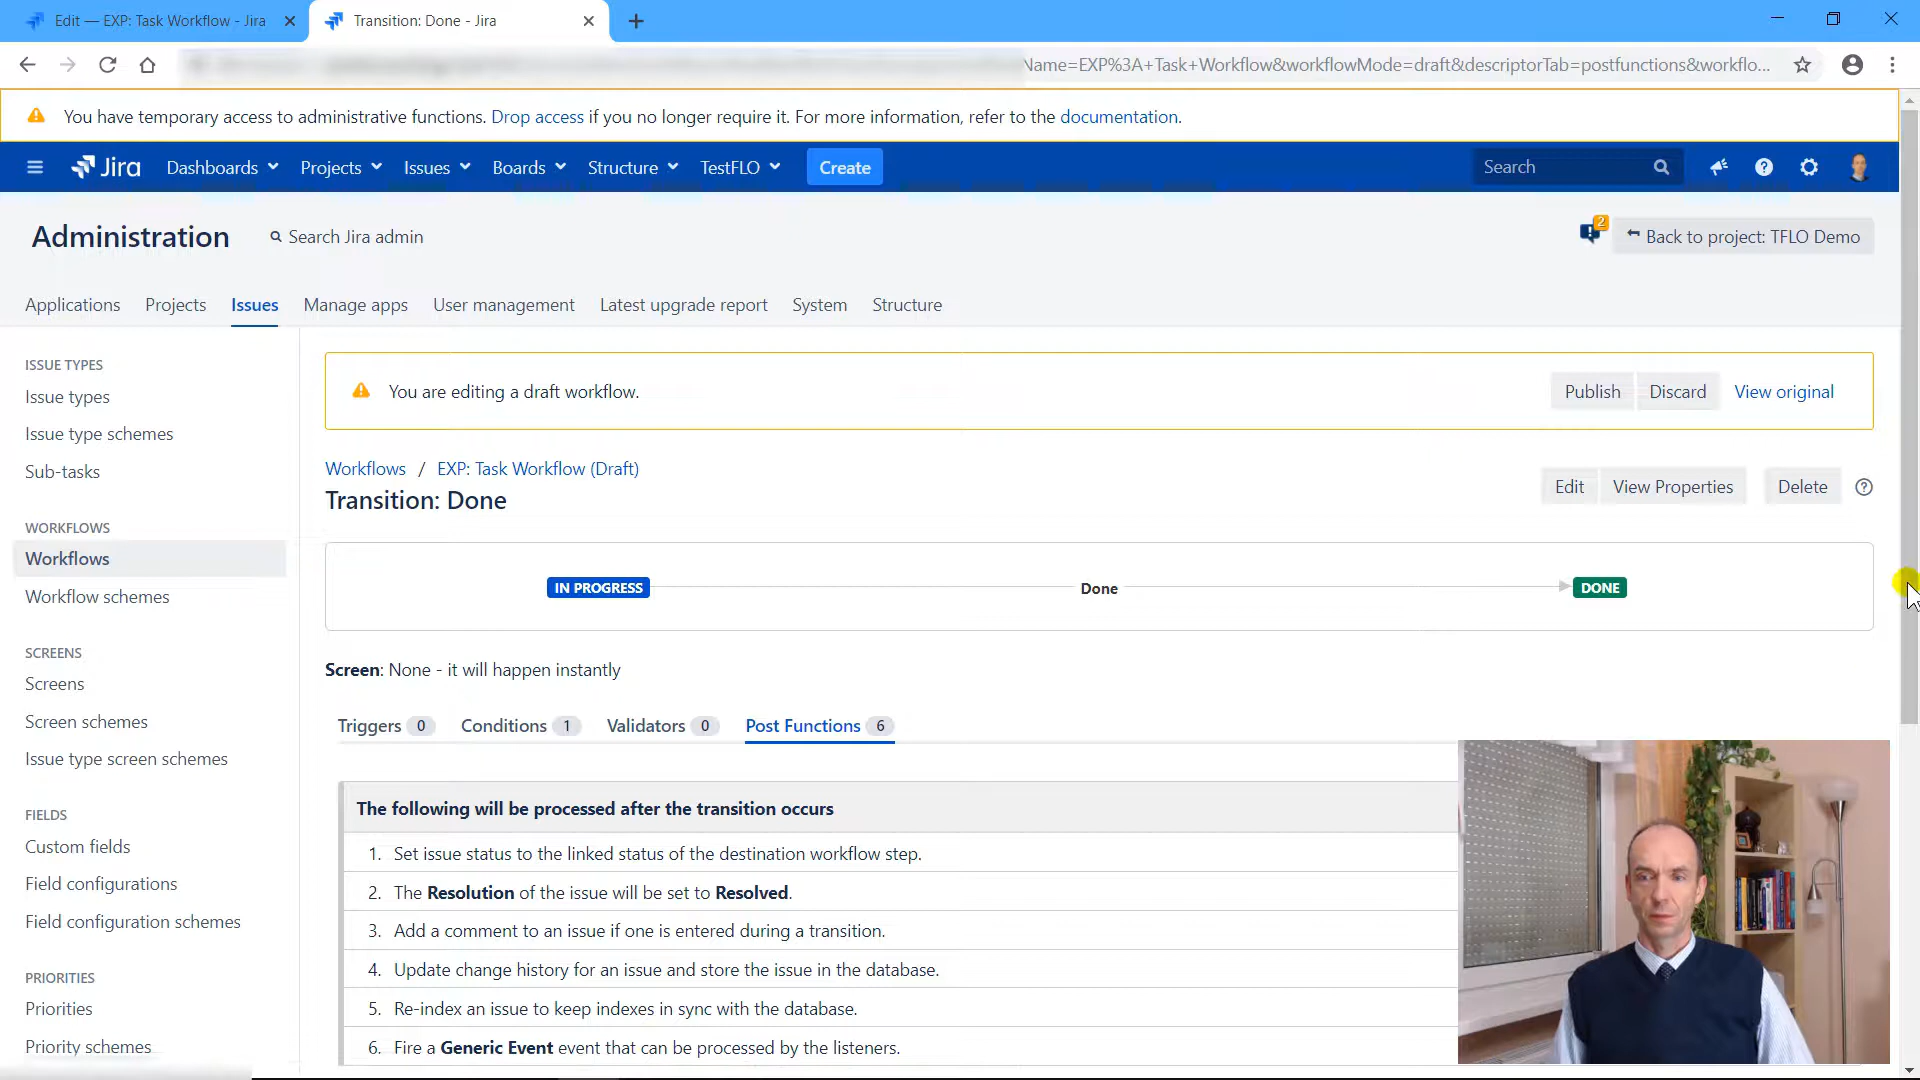 Edit — EXP: Task Workflow - Jira
Transition: Done - Jira
Name=EXP%3A+Task+Workflow&workflowMode=draft&descriptorTab=postfunctions&workflo...
You have temporary access to administrative functions. Drop access if you no longer require it. For more information, refer to the documentation.
Jira Dashboards Projects Issues Boards Structure TestFLO Create Search
Administration Search Jira admin 2 Back to project: TFLO Demo
Applications Projects Issues Manage apps User management Latest upgrade report System Structure
ISSUE TYPES
Issue types
Issue type schemes
Sub-tasks
WORKFLOWS
Workflows
Workflow schemes
SCREENS
Screens
Screen schemes
Issue type screen schemes
FIELDS
Custom fields
Field configurations
Field configuration schemes
PRIORITIES
Priorities
Priority schemes
You are editing a draft workflow. Publish Discard View original
Workflows / EXP: Task Workflow (Draft)
Transition: Done
Edit View Properties Delete
IN PROGRESS Done DONE
Screen: None - it will happen instantly
Triggers 0 Conditions 1 Validators 0 Post Functions 6
The following will be processed after the transition occurs
1. Set issue status to the linked status of the destination workflow step.
2. The Resolution of the issue will be set to Resolved.
3. Add a comment to an issue if one is entered during a transition.
4. Update change history for an issue and store the issue in the database.
5. Re-index an issue to keep indexes in sync with the database.
6. Fire a Generic Event event that can be processed by the listeners.